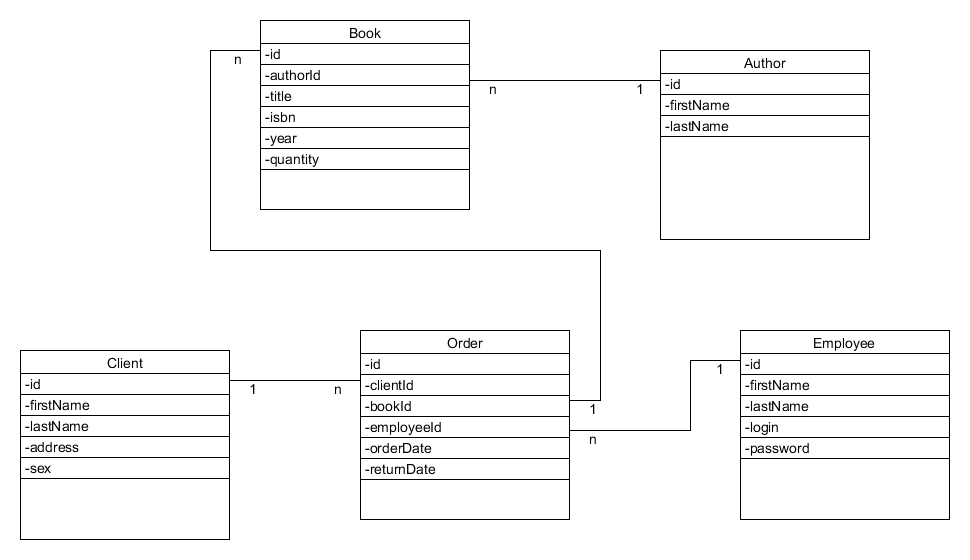 Book
-id
-authorId
-title
-isbn
-year
-quantity
n
n
1
Author
-id
-firstName
-lastName
Client
-id
-firstName
-lastName
-address
-sex
1
n
Order
-id
-clientId
-bookId
-employeeId
-orderDate
-returnDate
1
n
1
Employee
-id
-firstName
-lastName
-login
-password